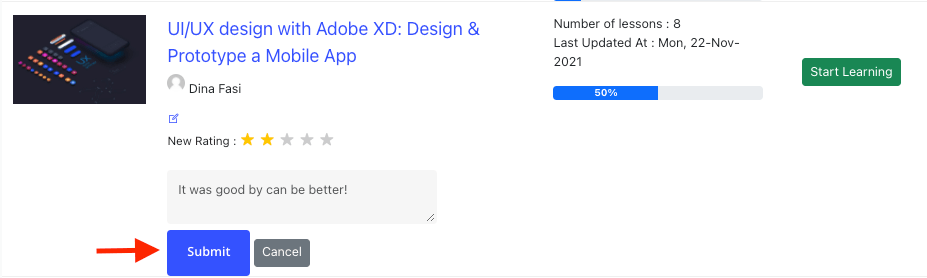 UI/UX design with Adobe XD: Design &
Prototype a Mobile App
Dina Fasi
New Rating :
It was good by can be better!
Submit
Cancel
Number of lessons : 8
Last Updated At : Mon, 22-Nov-
2021
50%
Start Learning